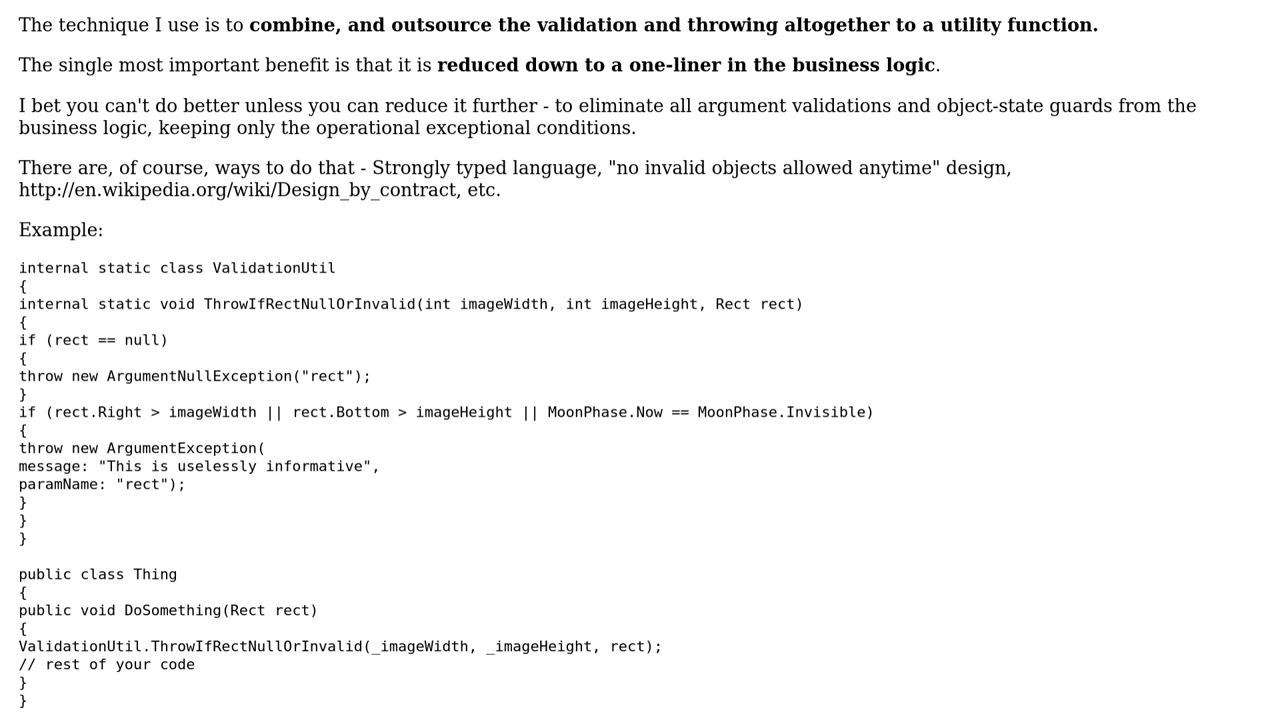 The technique I use is to combine, and outsource the validation and throwing altogether to a utility function.
The single most important benefit is that it is reduced down to a one-liner in the business logic.
I bet you can't do better unless you can reduce it further - to eliminate all argument validations and object-state guards from the
business logic, keeping only the operational exceptional conditions.
There are, of course, ways to do that - Strongly typed language, "no invalid objects allowed anytime" design,
http://en.wikipedia.org/wiki/Design_by_contract, etc.
Example:
internal static class ValidationUtil
{
internal static void ThrowIfRectNullOrInvalid(int imageWidth, int imageHeight, Rect rect)
{
if (rect == null)
{
throw new ArgumentNullException("rect");
}
if (rect.Right > imageWidth || rect.Bottom > imageHeight || MoonPhase.Now == MoonPhase.Invisible)
{
throw new ArgumentException(
message: "This is uselessly informative",
paramName: "rect");
}
}
}
public class Thing
{
public void DoSomething(Rect rect)
{
ValidationUtil.ThrowIfRectNullOrInvalid(_imageWidth, _imageHeight, rect);
// rest of your code
}
}